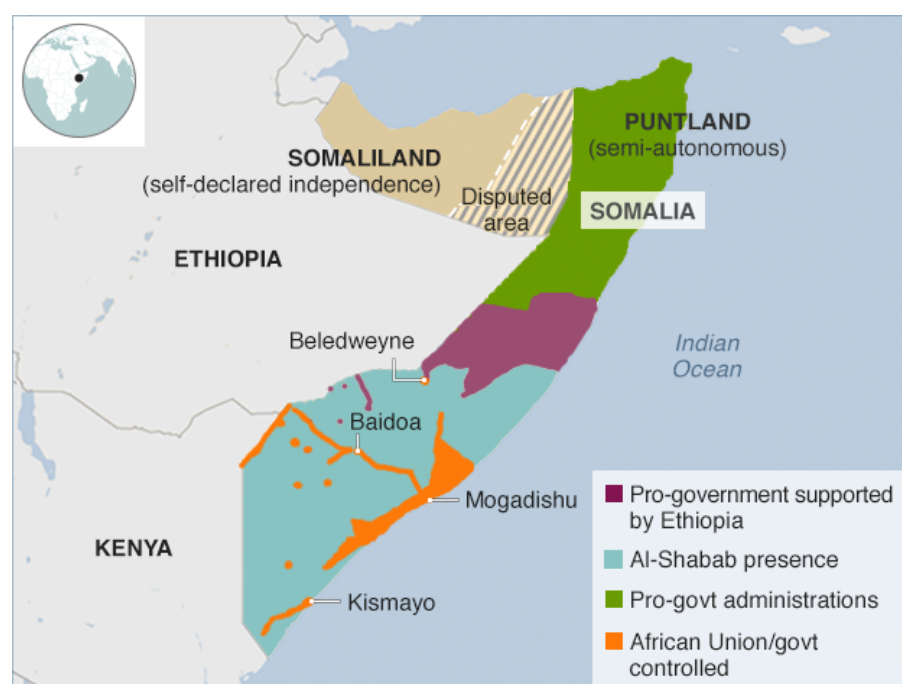 SOMALILAND
(self-declared independence)
Disputed
area
PUNTLAND
(semi-autonomous)
SOMALIA
ETHIOPIA
Beledweyne
Indian
Ocean
Baidoa
Mogadishu
KENYA
Kismayo
Pro-government supported
by Ethiopia
Al-Shabab presence
Pro-govt administrations
African Union/govt
controlled